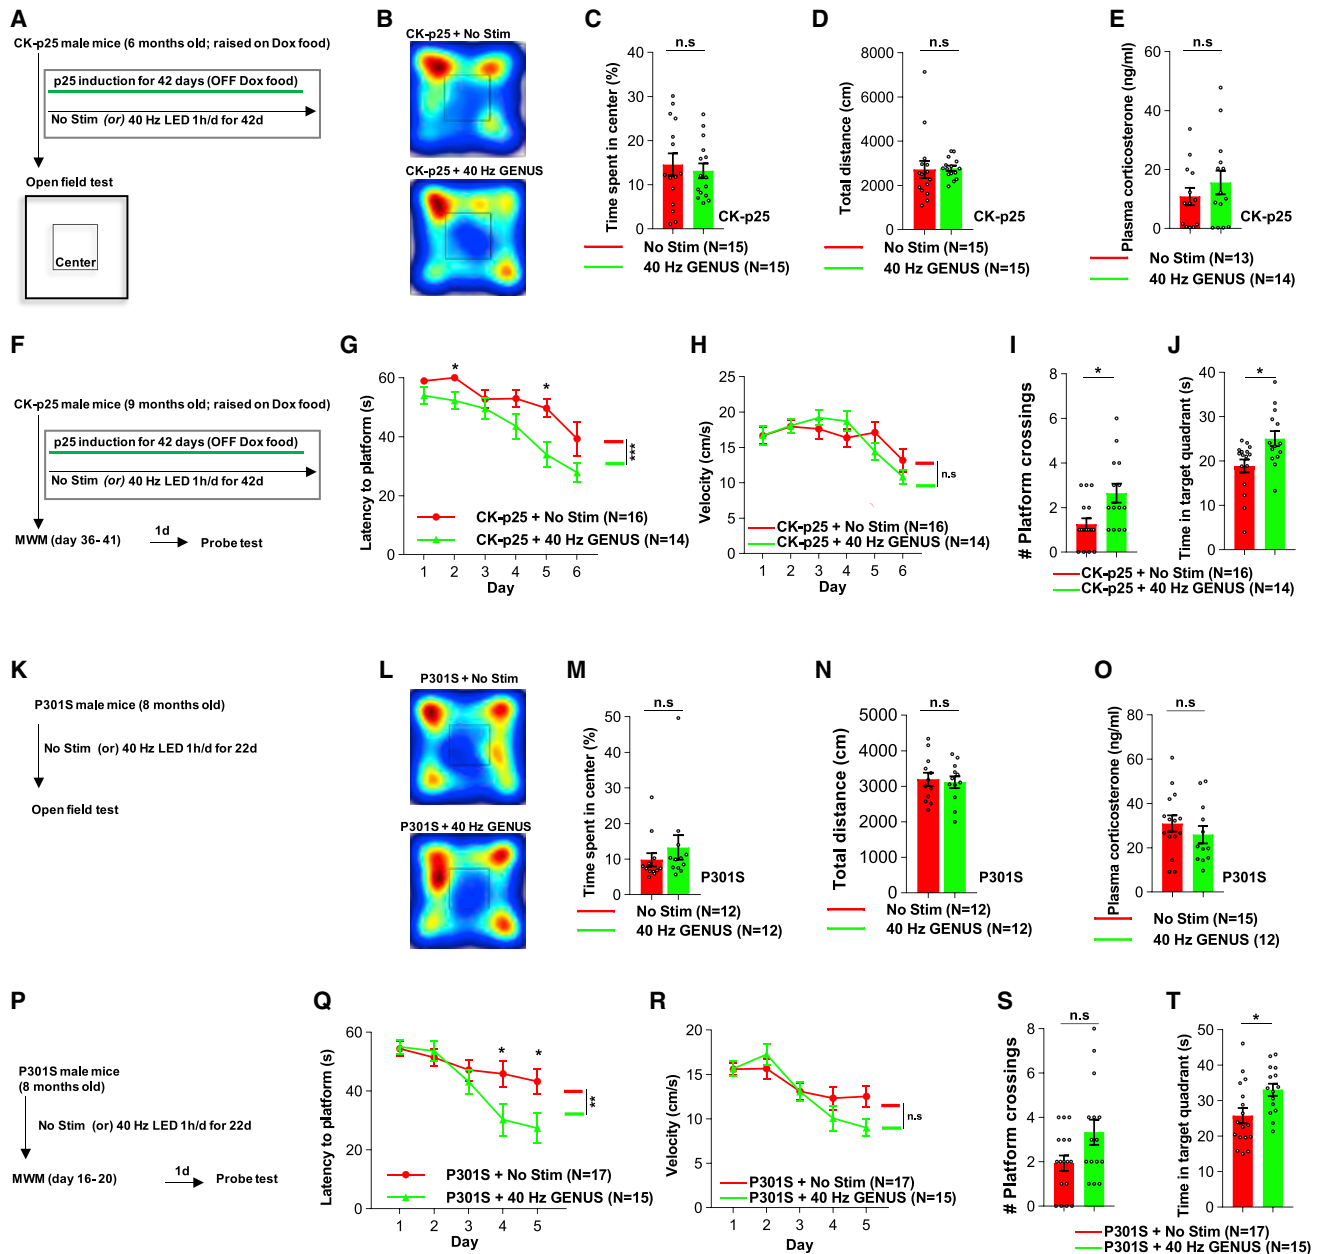 A
CK-p25 male mice (6 months old; raised on Dox food)
p25 induction for 42 days (OFF Dox food)
No Stim (or) 40 Hz LED 1h/d for 42d
Open field test
Center
B
CK-p25 + No Stim
CK-p25 + 40 Hz GENUS
C
n.s
Time spent in center (%)
40
30
20
10
0
CK-p25
No Stim (N=15)
40 Hz GENUS (N=15)
D
n.s
Total distance (cm)
8000
6000
4000
2000
0
CK-p25
No Stim (N=15)
40 Hz GENUS (N=15)
E
n.s
Plasma corticosterone (ng/ml)
60
40
20
0
CK-p25
No Stim (N=13)
40 Hz GENUS (N=14)
F
CK-p25 male mice (9 months old; raised on Dox food)
p25 induction for 42 days (OFF Dox food)
No Stim (or) 40 Hz LED 1h/d for 42d
MWM (day 36-41)
1d
Probe test
G
Latency to platform (s)
60
40
20
0
*
*
***
CK-p25 + No Stim (N=16)
CK-p25 + 40 Hz GENUS (N=14)
1 2 3 4 5 6
Day
H
Velocity (cm/s)
25
20
15
10
5
0
n.s
CK-p25 + No Stim (N=16)
CK-p25 + 40 Hz GENUS (N=14)
1 2 3 4 5 6
Day
I
*
# Platform crossings
8
6
4
2
0
J
*
Time in target quadrant (s)
40
30
20
10
0
CK-p25 + No Stim (N=16)
CK-p25 + 40 Hz GENUS (N=14)
K
P301S male mice (8 months old)
No Stim (or) 40 Hz LED 1h/d for 22d
Open field test
L
P301S + No Stim
P301S + 40 Hz GENUS
M
n.s
Time spent in center (%)
50
40
30
20
10
0
P301S
No Stim (N=12)
40 Hz GENUS (N=12)
N
n.s
Total distance (cm)
5000
4000
3000
2000
1000
0
P301S
No Stim (N=12)
40 Hz GENUS (N=12)
O
n.s
Plasma corticosterone (ng/ml)
80
60
40
20
0
P301S
No Stim (N=15)
40 Hz GENUS (12)
P
P301S male mice
(8 months old)
No Stim (or) 40 Hz LED 1h/d for 22d
MWM (day 16-20)
1d
Probe test
Q
Latency to platform (s)
60
40
20
0
*
*
**
P301S + No Stim (N=17)
P301S + 40 Hz GENUS (N=15)
1 2 3 4 5
Day
R
Velocity (cm/s)
20
15
10
5
0
n.s
P301S + No Stim (N=17)
P301S + 40 Hz GENUS (N=15)
1 2 3 4 5
Day
S
n.s
# Platform crossings
8
6
4
2
0
T
*
Time in target quadrant (s)
50
40
30
20
10
0
P301S + No Stim (N=17)
P301S + 40 Hz GENUS (N=15)